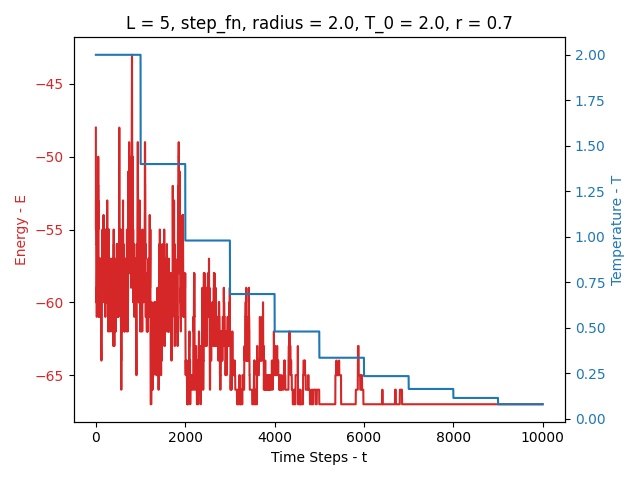 L = 5, step_fn, radius = 2.0, T_0 = 2.0, r = 0.7
Energy - E
−45
−50
−55
−60
−65
2.00
1.75
1.50
1.25
1.00
0.75
0.50
0.25
0.00
Temperature - T
0 2000 4000 6000 8000 10000
Time Steps - t